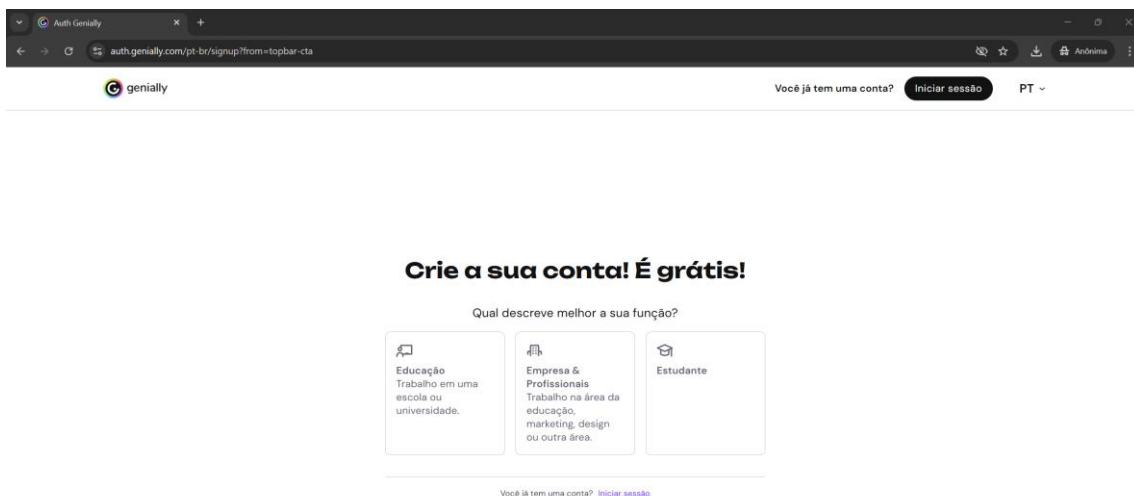 Auth Genially
auth.genially.com/pt-br/signup?from=topbar-cta
Anônima
genially
Você já tem uma conta?
Iniciar sessão
PT
Crie a sua conta! É grátis!
Qual descreve melhor a sua função?
Educação
Trabalho em uma
escola ou
universidade.
Empresa &
Profissionais
Trabalho na área da
educação,
marketing, design
ou outra área.
Estudante
Você já tem uma conta? Iniciar sessão